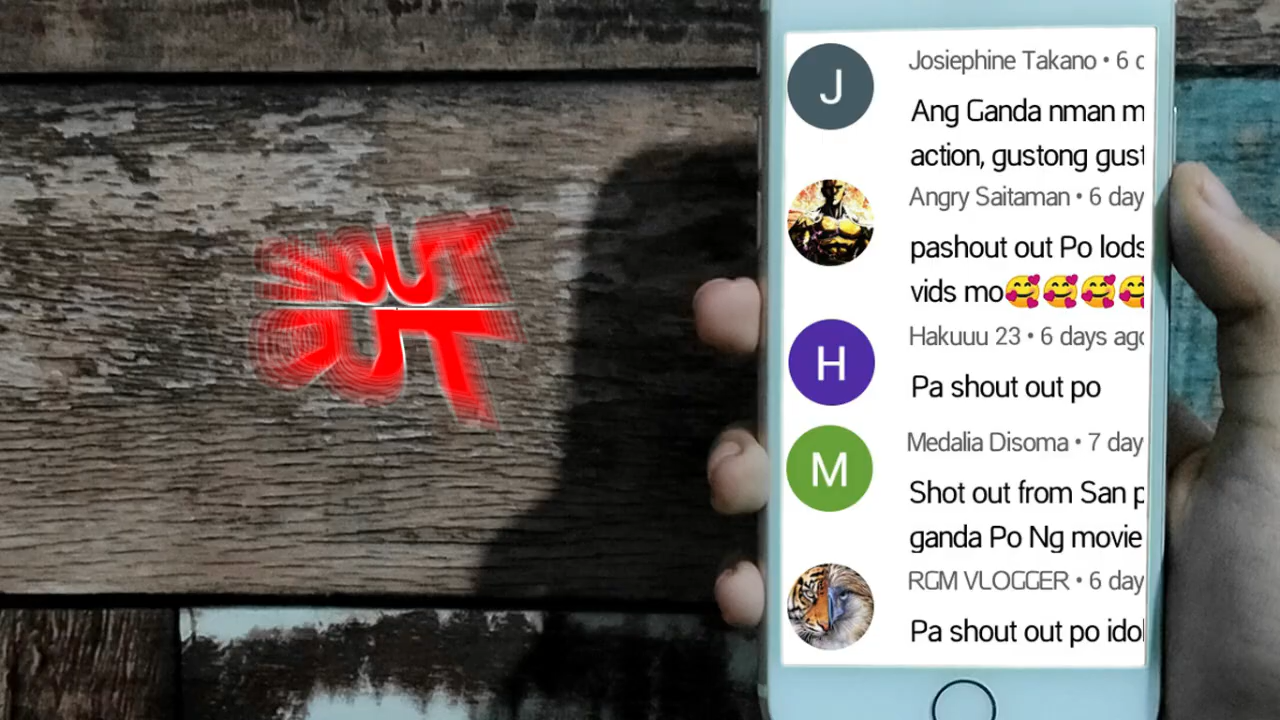 SHOUT
OUT
J
Josiephine Takano • 6
Ang Ganda nman
action, gustong
Angry Saitaman • 6 day
pashout out Po lods
vids mo🥰🥰🥰🥰
H
Hakuuu 23 • 6 days
Pa shout out po
M
Medalia Disoma • 7 day
Shot out from San
ganda Po Ng movie
RGM VLOGGER • 6 day
Pa shout out po